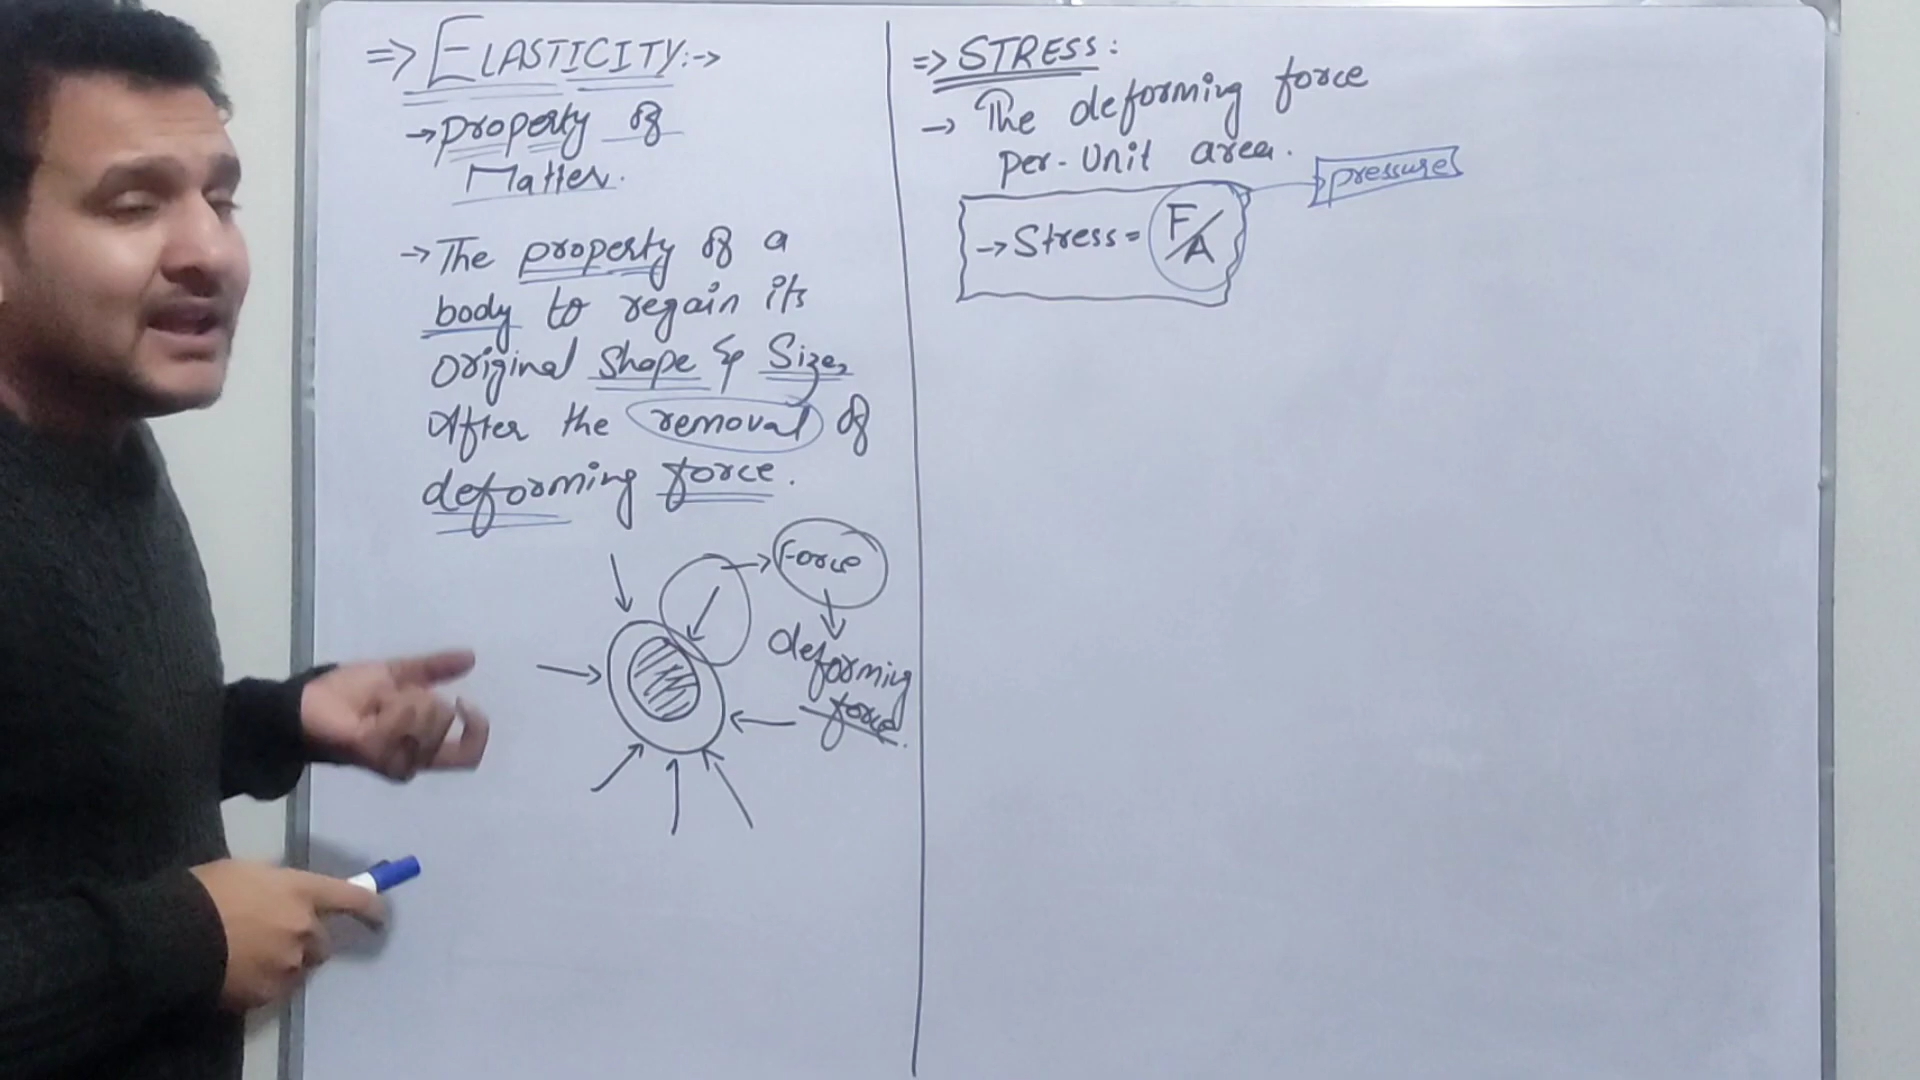 => ELASTICITY:->
→ property of
Matter.
→ The property of a
body to regain its
original shape & size,
After the removal of
deforming force.
→ Force
deforming
force.
=> STRESS:
→ The deforming force
per-unit area.
→ Stress = F/A
pressure